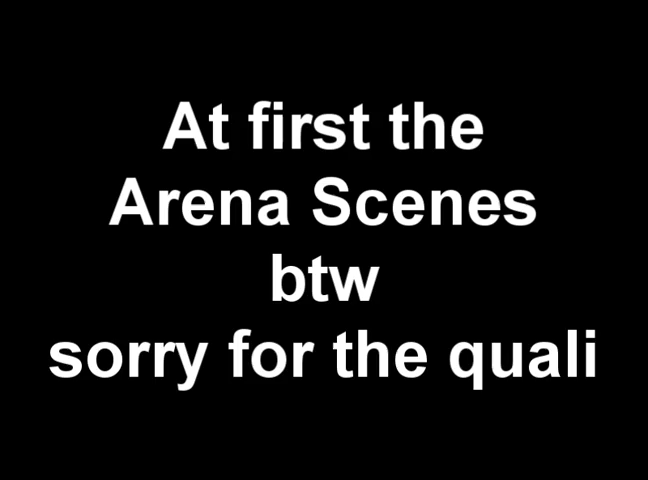 At first the
Arena Scenes
btw
sorry for the quali